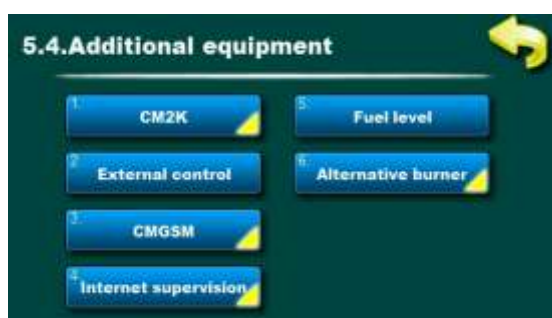 5.4.Additional equipment
1.
CM2K
2.
External control
3.
CMGSM
4.
Internet supervision
5.
Fuel level
6.
Alternative burner